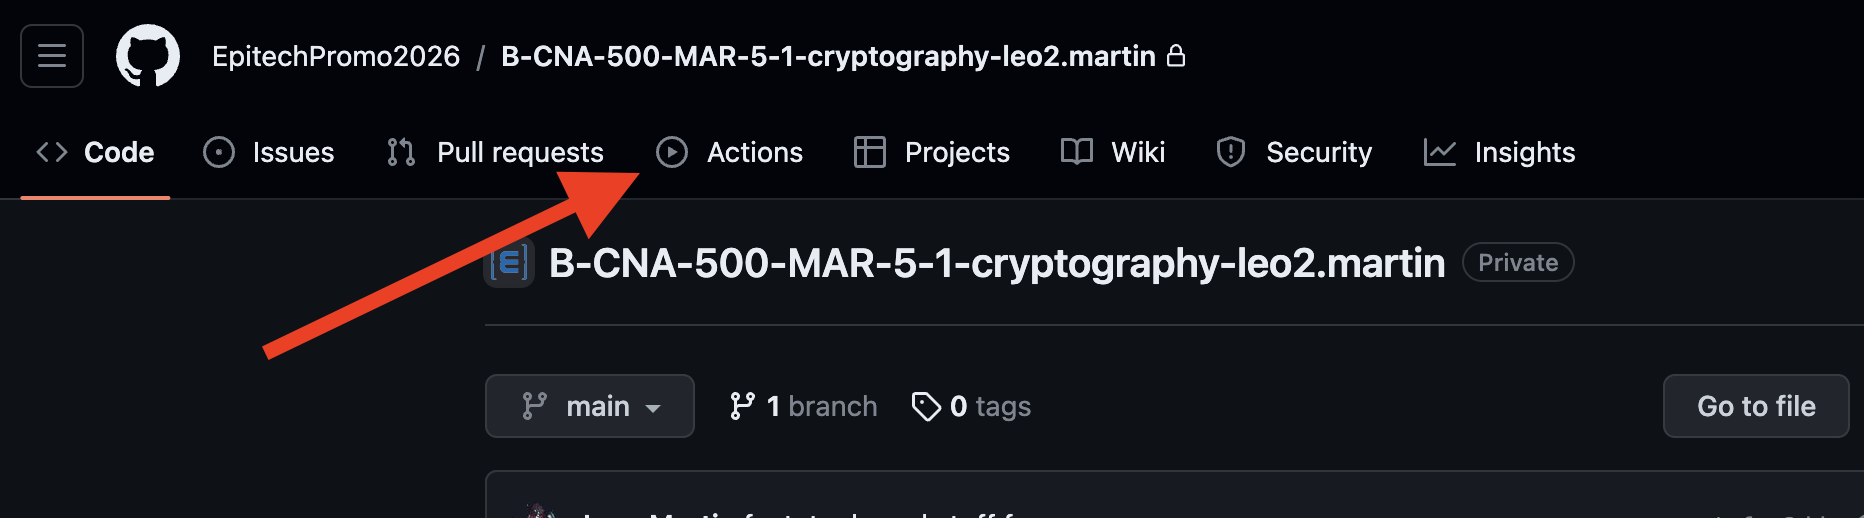 EpitechPromo2026 / B-CNA-500-MAR-5-1-cryptography-leo2.martin
Code Issues Pull requests Actions Projects Wiki Security Insights
B-CNA-500-MAR-5-1-cryptography-leo2.martin Private
main 1 branch 0 tags Go to file